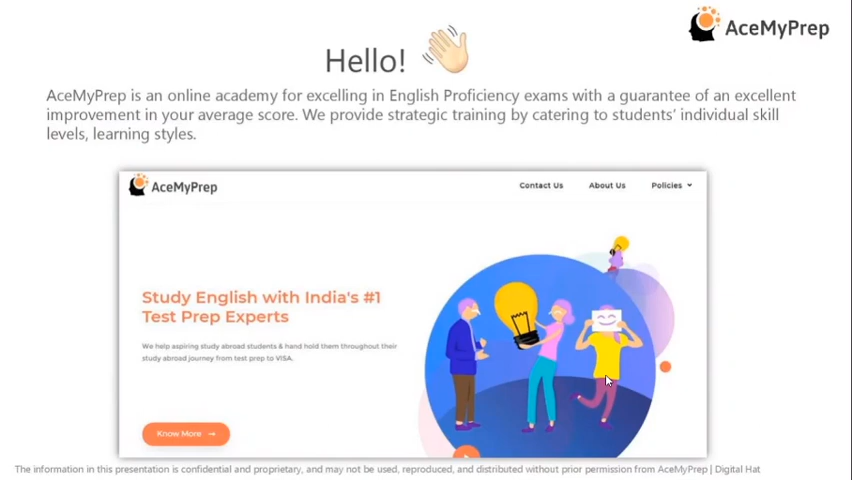 AceMyPrep
Hello!
AceMyPrep is an online academy for excelling in English Proficiency exams with a guarantee of an excellent
improvement in your average score. We provide strategic training by catering to students' individual skill
levels, learning styles.
AceMyPrep
Contact Us
About Us
Policies
Study English with India's #1
Test Prep Experts
We help aspiring study abroad students & hand hold them throughout their
study abroad journey from test prep to VISA.
Know More →
The information in this presentation is confidential and proprietary, and may not be used, reproduced, and distributed without prior permission from AceMyPrep | Digital Hat